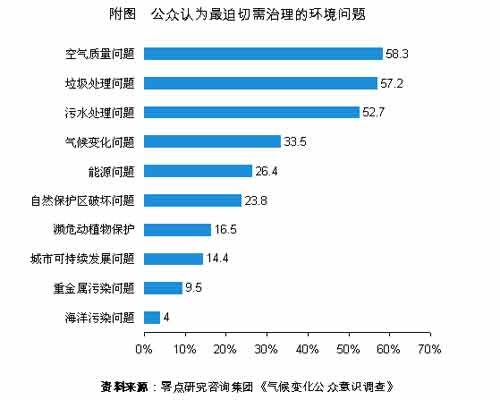 附图 公众认为最迫切需治理的环境问题
空气质量问题 58.3
垃圾处理问题 57.2
污水处理问题 52.7
气候变化问题 33.5
能源问题 26.4
自然保护区破坏问题 23.8
濒危动植物保护 16.5
城市可持续发展问题 14.4
重金属污染问题 9.5
海洋污染问题 4
0% 10% 20% 30% 40% 50% 60% 70%
资料来源：零点研究咨询集团《气候变化公众意识调查》